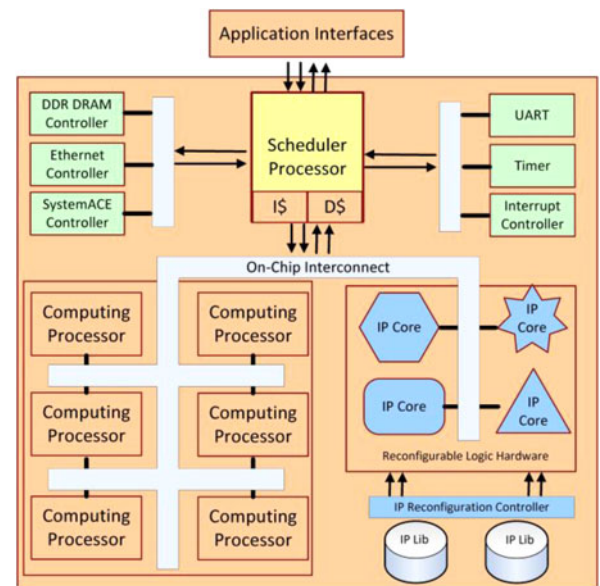 Application Interfaces
DDR DRAM
Controller
Ethernet
Controller
SystemACE
Controller
Scheduler
Processor
I$
D$
UART
Timer
Interrupt
Controller
On-Chip Interconnect
Computing
Processor
Computing
Processor
Computing
Processor
Computing
Processor
Computing
Processor
Computing
Processor
IP Core
IP
Core
IP Core
IP
Core
Reconfigurable Logic Hardware
IP Reconfiguration Controller
IP Lib
IP Lib